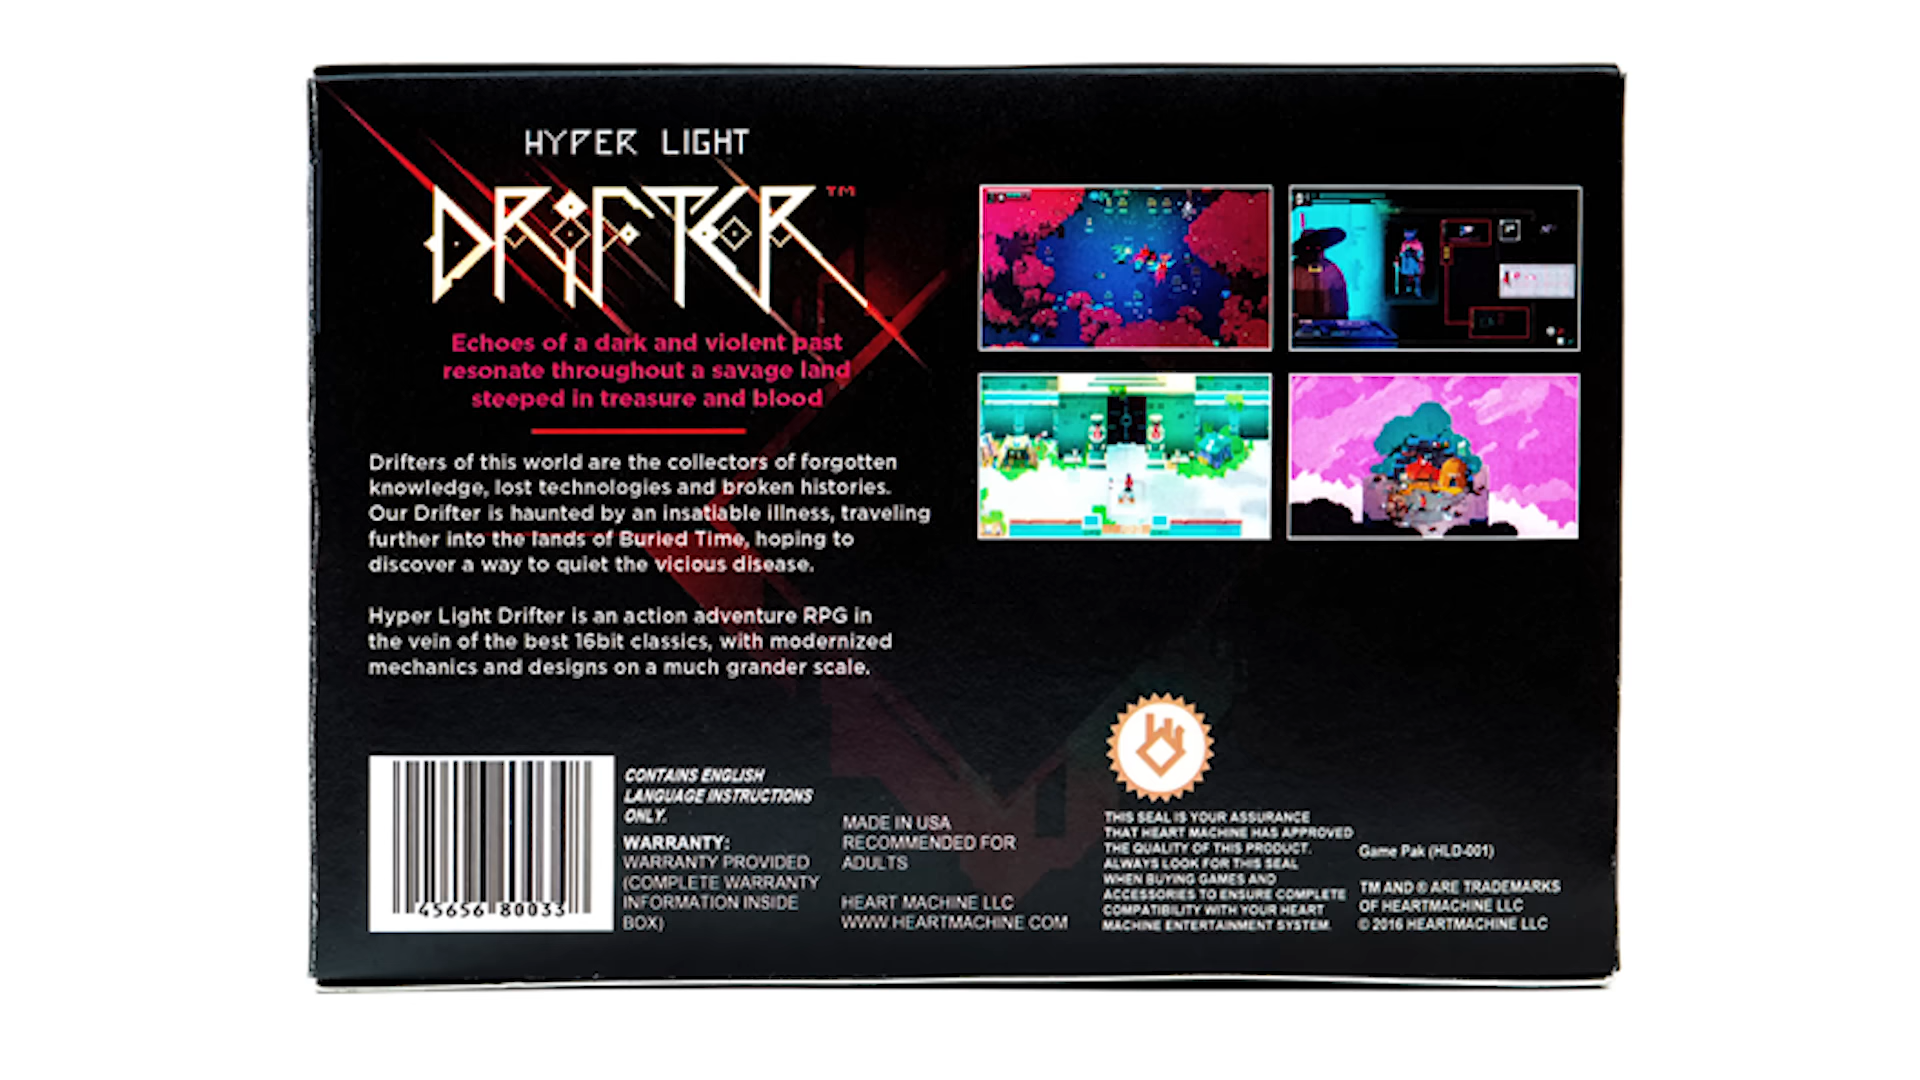 HYPER LIGHT
DRIFTER™
Echoes of a dark and violent past
resonate throughout a savage land
steeped in treasure and blood
Drifters of this world are the collectors of forgotten
knowledge, lost technologies and broken histories.
Our Drifter is haunted by an insatiable illness, traveling
further into the lands of Buried Time, hoping to
discover a way to quiet the vicious disease.
Hyper Light Drifter is an action adventure RPG in
the vein of the best 16bit classics, with modernized
mechanics and designs on a much grander scale.
45656 80033
CONTAINS ENGLISH
LANGUAGE INSTRUCTIONS
ONLY.
WARRANTY:
WARRANTY PROVIDED
(COMPLETE WARRANTY
INFORMATION INSIDE
BOX)
MADE IN USA
RECOMMENDED FOR
ADULTS
HEART MACHINE LLC
WWW.HEARTMACHINE.COM
THIS SEAL IS YOUR ASSURANCE
THAT HEART MACHINE HAS APPROVED
THE QUALITY OF THIS PRODUCT.
ALWAYS LOOK FOR THIS SEAL
WHEN BUYING GAMES AND
ACCESSORIES TO ENSURE COMPLETE
COMPATIBILITY WITH YOUR HEART
MACHINE ENTERTAINMENT SYSTEM.
Game Pak (HLD-001)
TM AND ® ARE TRADEMARKS
OF HEARTMACHINE LLC
© 2016 HEARTMACHINE LLC